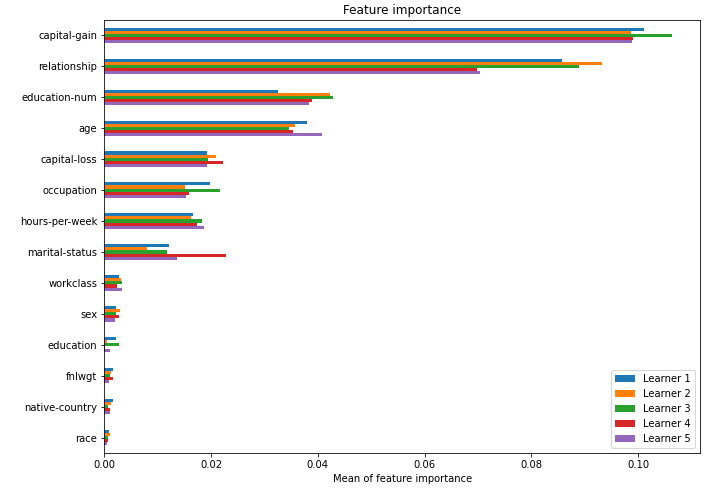 Feature importance
capital-gain
relationship
education-num
age
capital-loss
occupation
hours-per-week
marital-status
workclass
sex
education
fnlwgt
native-country
race
Learner 1
Learner 2
Learner 3
Learner 4
Learner 5
0.00 0.02 0.04 0.06 0.08 0.10
Mean of feature importance